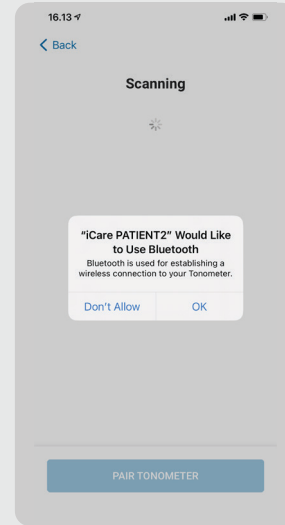 16.13
Back
Scanning
“iCare PATIENT2” Would Like
to Use Bluetooth
Bluetooth is used for establishing a
wireless connection to your Tonometer.
Don't Allow OK
PAIR TONOMETER